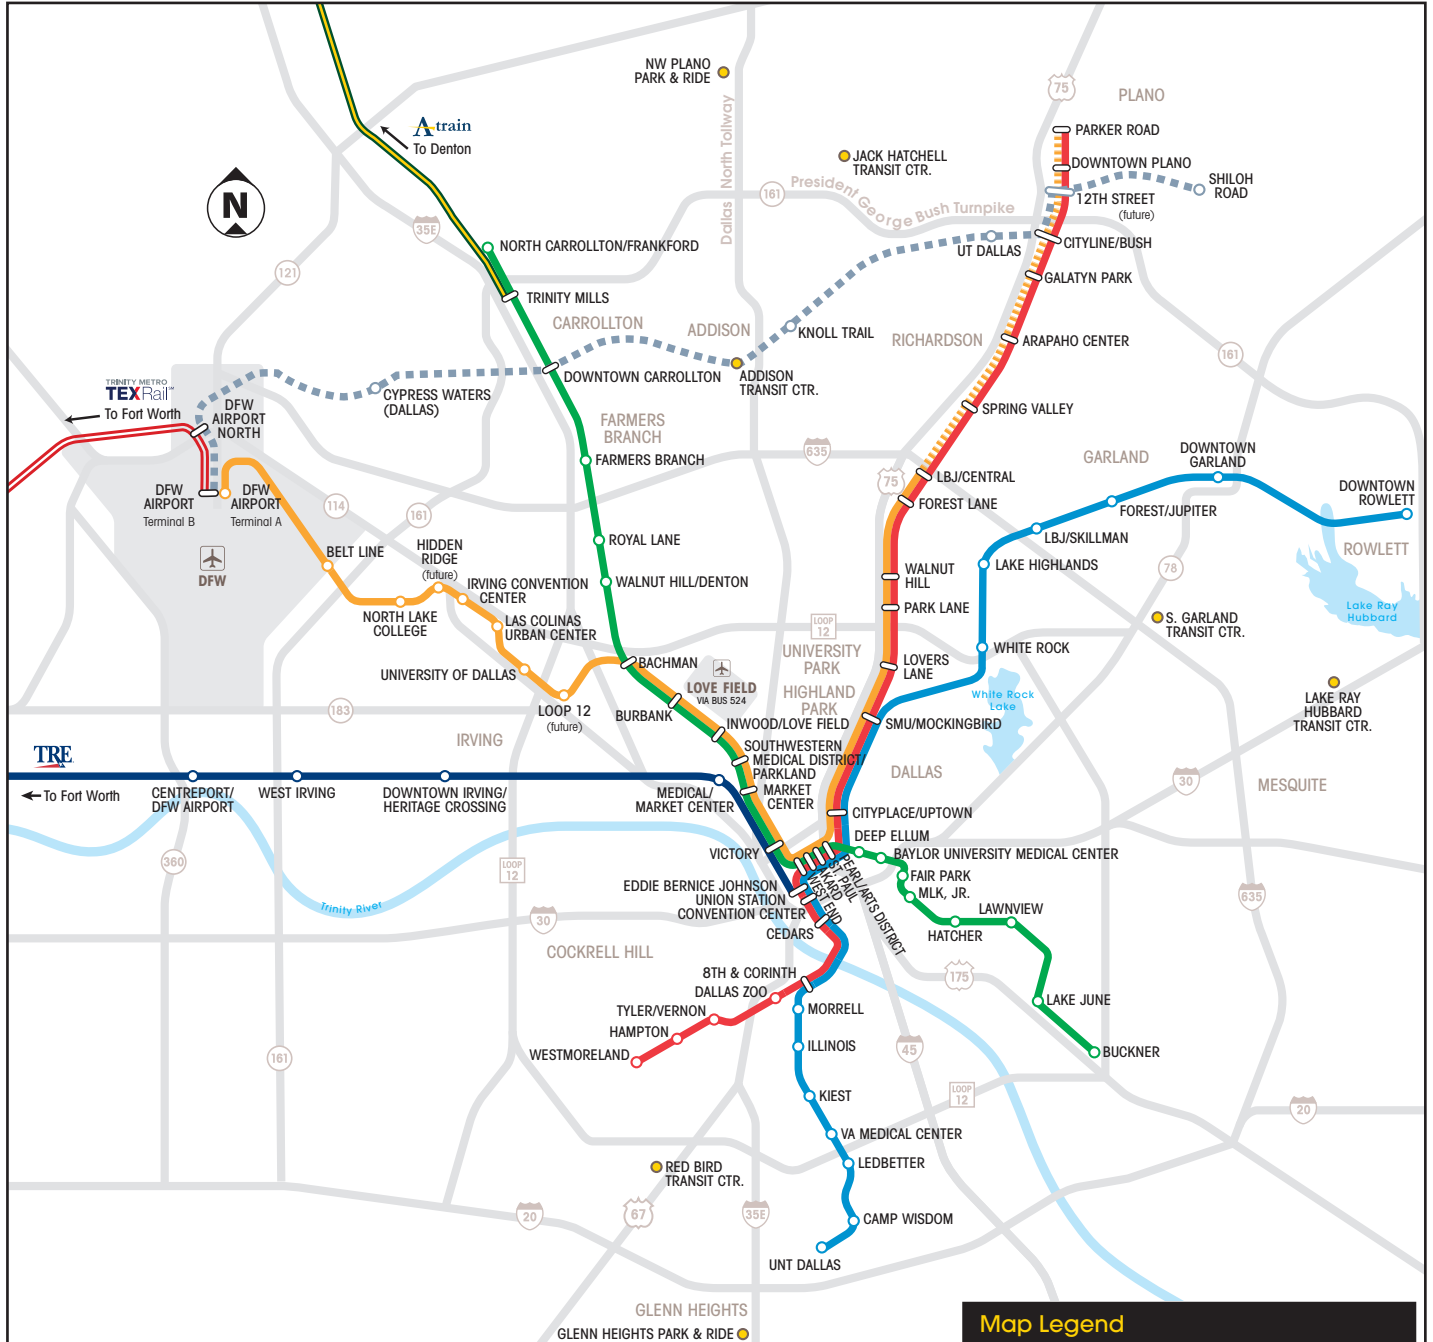 NW PLANO
PARK & RIDE
75
PLANO
A train
To Denton
PARKER ROAD
JACK HATCHELL
TRANSIT CTR.
DOWNTOWN PLANO
SHILOH
ROAD
12TH STREET
(future)
161
President George Bush Turnpike
Dallas North Tollway
N
35E
NORTH CARROLLTON/FRANKFORD
UT DALLAS
CITYLINE/BUSH
121
GALATYN PARK
TRINITY MILLS
CARROLLTON
ADDISON
KNOLL TRAIL
RICHARDSON
ARAPAHO CENTER
161
TRINITY METRO
TEXRail
To Fort Worth
DFW
AIRPORT
NORTH
CYPRESS WATERS
(DALLAS)
DOWNTOWN CARROLLTON
ADDISON
TRANSIT CTR.
SPRING VALLEY
FARMERS
BRANCH
FARMERS BRANCH
635
GARLAND
DOWNTOWN
GARLAND
75
LBJ/CENTRAL
DOWNTOWN
ROWLETT
DFW
AIRPORT
Terminal B
DFW
AIRPORT
Terminal A
114
161
FOREST LANE
FOREST/JUPITER
LBJ/SKILLMAN
ROYAL LANE
ROWLETT
DFW
BELT LINE
HIDDEN
RIDGE
(future)
IRVING CONVENTION
CENTER
WALNUT HILL/DENTON
WALNUT
HILL
LAKE HIGHLANDS
78
NORTH LAKE
COLLEGE
LAS COLINAS
URBAN CENTER
PARK LANE
Lake Ray
Hubbard
LOOP
12
S. GARLAND
TRANSIT CTR.
UNIVERSITY OF DALLAS
BACHMAN
UNIVERSITY
PARK
LOVERS
LANE
WHITE ROCK
LOVE FIELD
VIA BUS 524
HIGHLAND
PARK
White Rock
Lake
LAKE RAY
HUBBARD
TRANSIT CTR.
183
LOOP 12
(future)
BURBANK
INWOOD/LOVE FIELD
SMU/MOCKINGBIRD
IRVING
SOUTHWESTERN
MEDICAL DISTRICT/
PARKLAND
MARKET
CENTER
DALLAS
30
MESQUITE
TRE
To Fort Worth
CENTREPORT/
DFW AIRPORT
WEST IRVING
DOWNTOWN IRVING/
HERITAGE CROSSING
MEDICAL/
MARKET CENTER
CITYPLACE/UPTOWN
DEEP ELLUM
VICTORY
BAYLOR UNIVERSITY MEDICAL CENTER
360
LOOP
12
FAIR PARK
MLK, JR.
PEARL/ARTS DISTRICT
ST. PAUL
AKARD
WEST END
EDDIE BERNICE JOHNSON
UNION STATION
CONVENTION CENTER
CEDARS
Trinity River
30
LAWNVIEW
HATCHER
635
COCKRELL HILL
175
8TH & CORINTH
DALLAS ZOO
LAKE JUNE
TYLER/VERNON
MORRELL
HAMPTON
WESTMORELAND
ILLINOIS
45
BUCKNER
161
KIEST
LOOP
12
20
VA MEDICAL CENTER
LEDBETTER
RED BIRD
TRANSIT CTR.
20
67
35E
CAMP WISDOM
UNT DALLAS
GLENN HEIGHTS
GLENN HEIGHTS PARK & RIDE
Map Legend